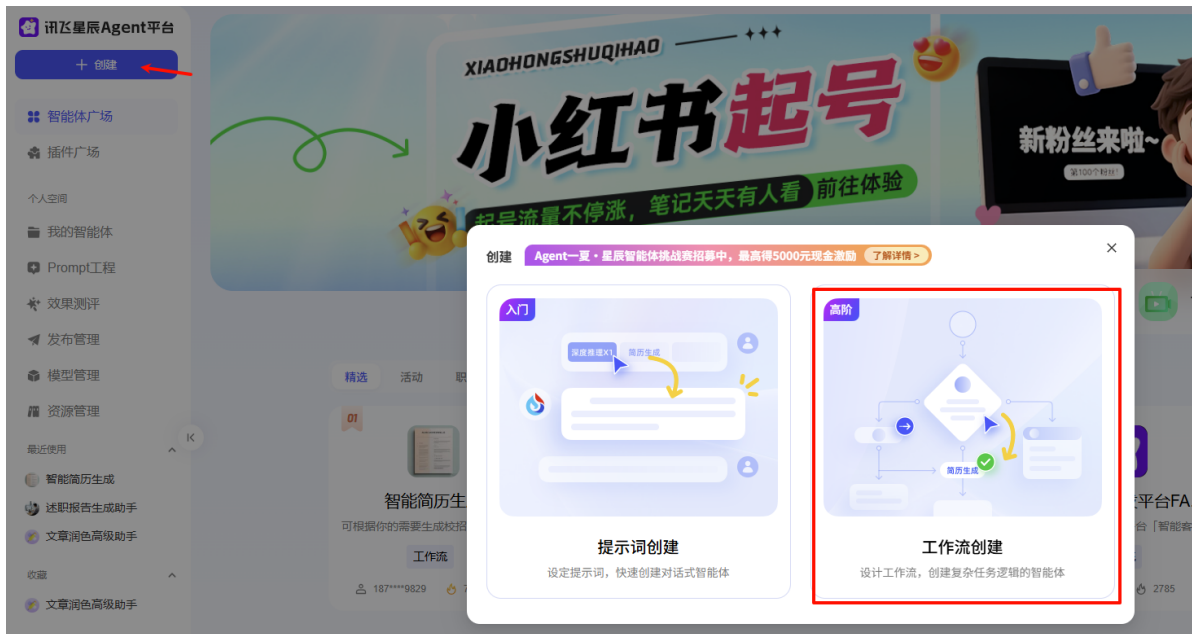 讯飞星辰Agent平台
创建
智能体广场
插件广场
个人空间
我的智能体
Prompt工程
效果测评
发布管理
模型管理
资源管理
最近使用
智能简历生成
述职报告生成助手
文章润色高级助手
收藏
文章润色高级助手
XIAOHONGSHUQIHAO
小红书起号
起号流量不停涨，笔记天天有人看
前往体验
新粉丝来啦~
第100个粉丝!
精选
活动
职
01
智能简历生
可根据你的需要生成校招
工作流
187****9829
创建
Agent一夏·星辰智能体挑战赛招募中，最高得5000元现金激励
了解详情 >
入门
深度推理X1
简历生成
提示词创建
设定提示词，快速创建对话式智能体
高阶
简历生成
工作流创建
设计工作流，创建复杂任务逻辑的智能体
平台FA
台「智能客
2785